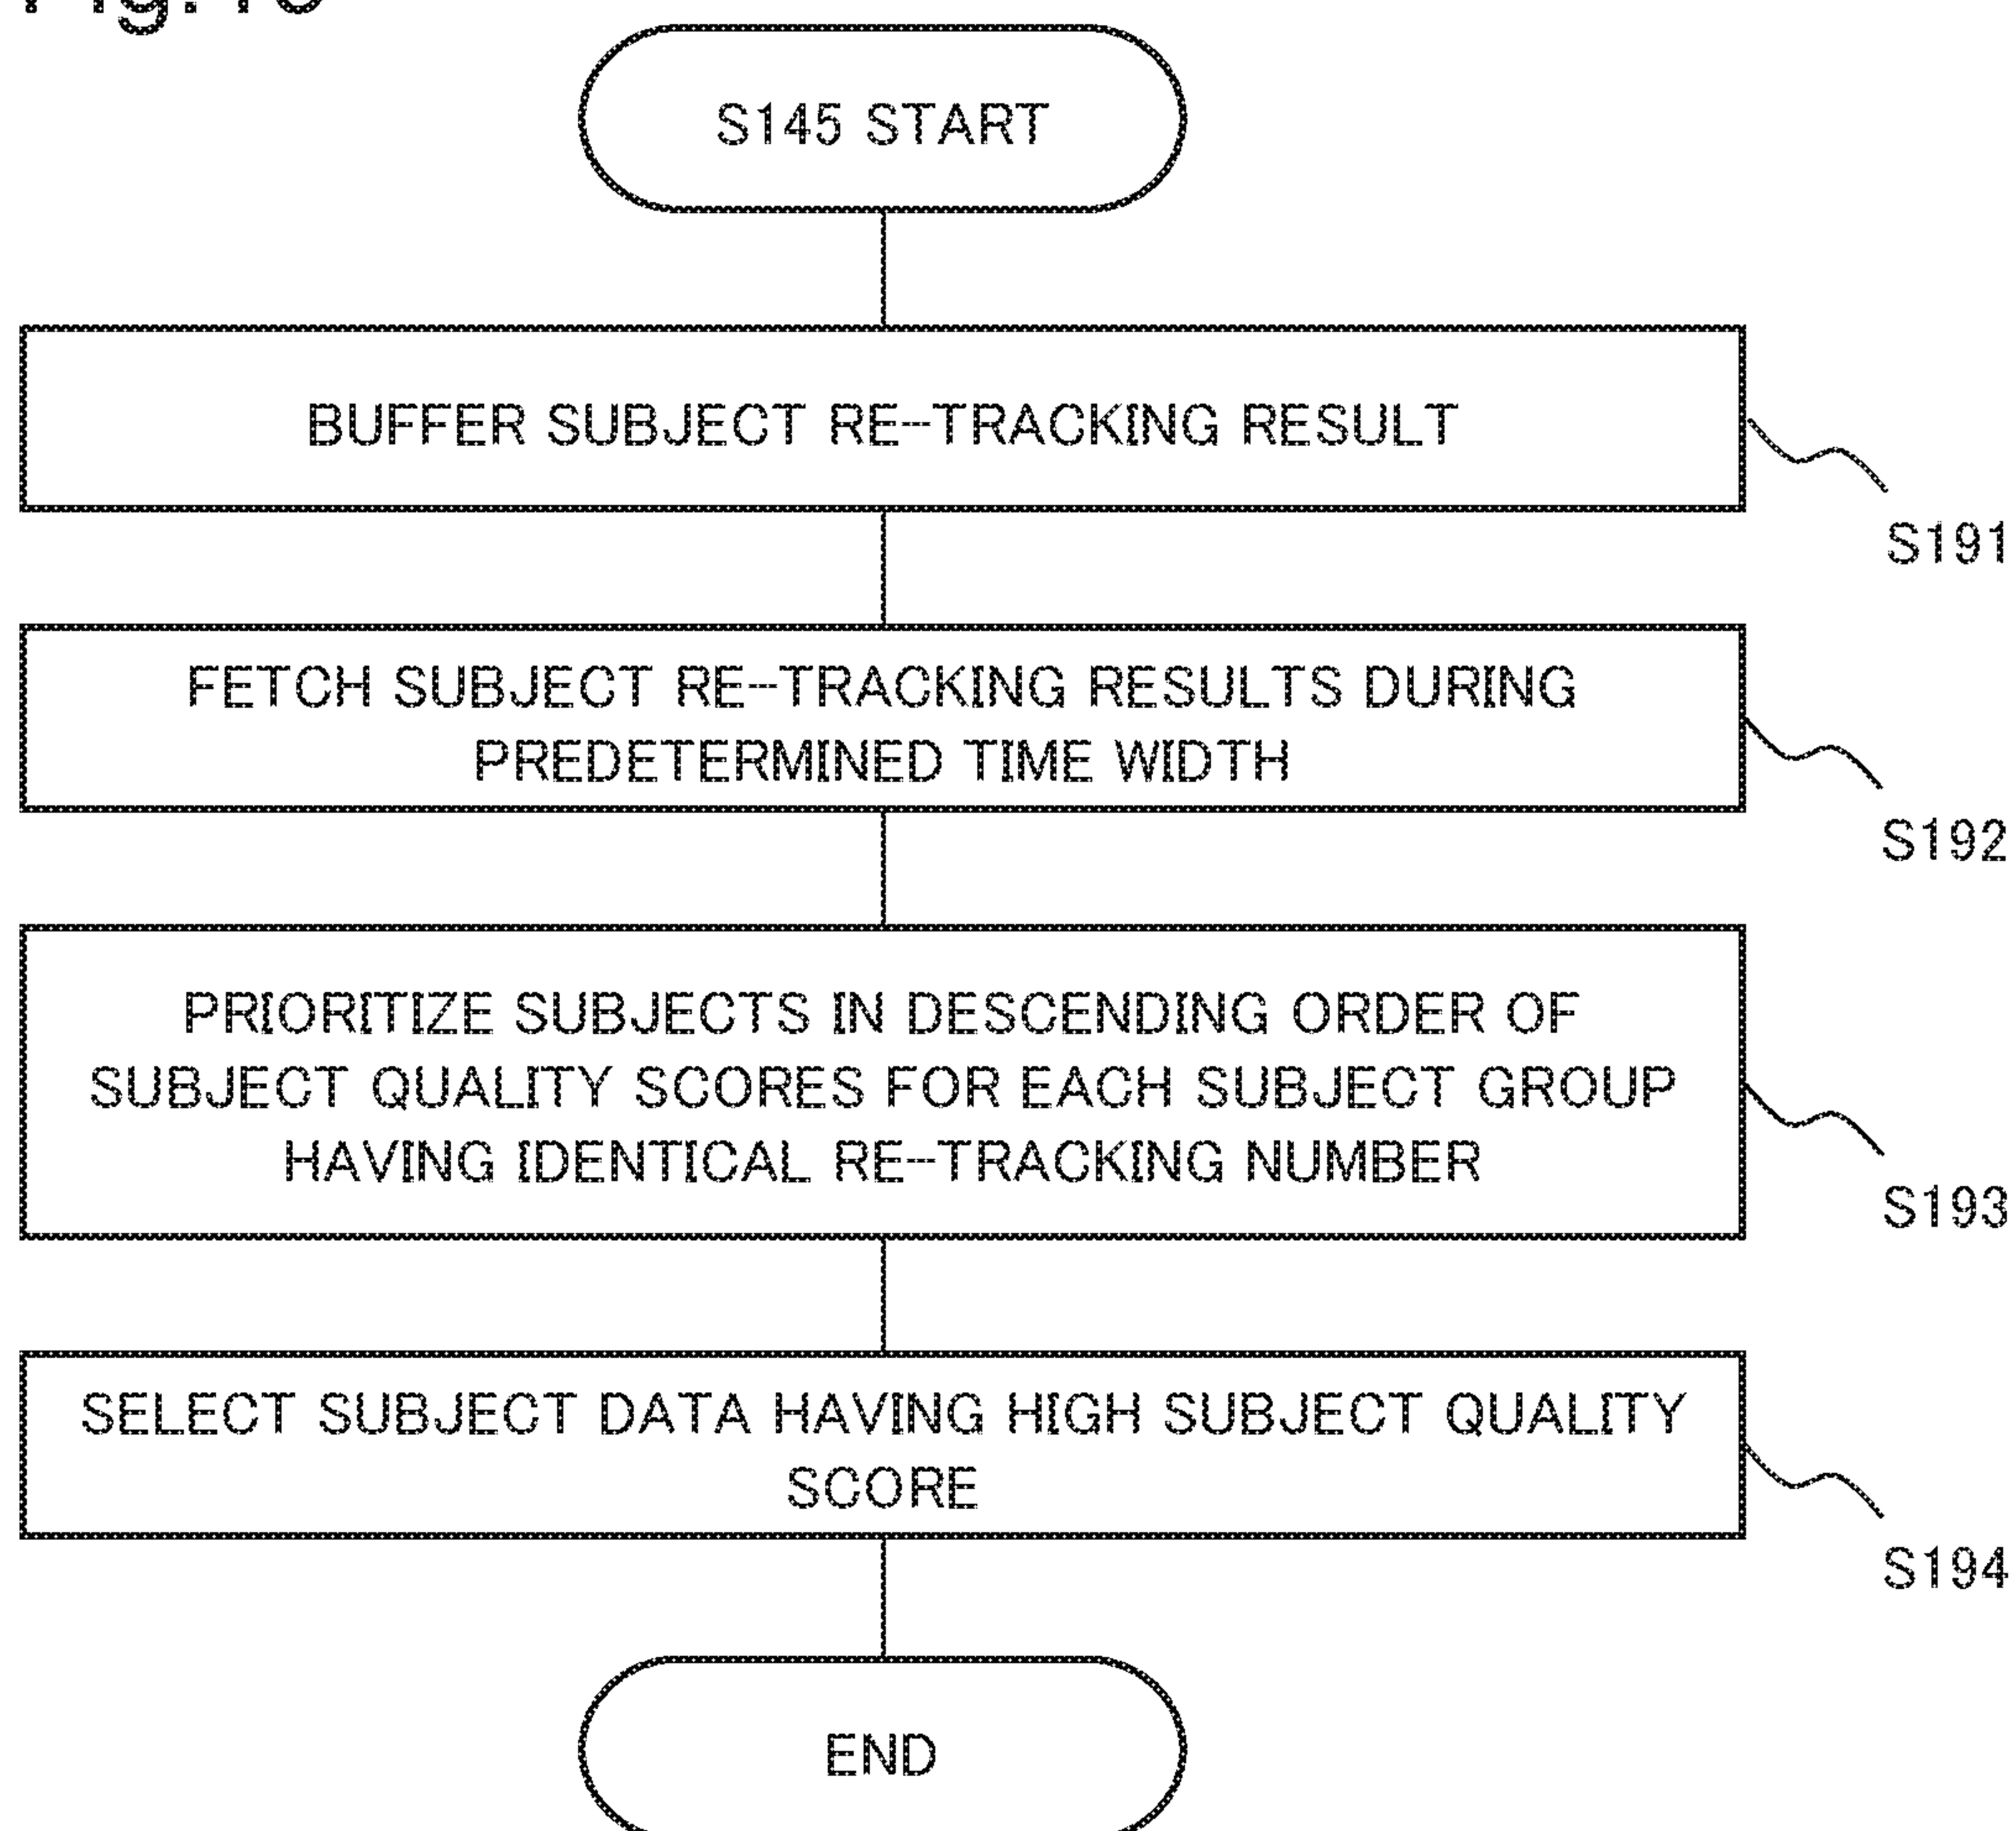 S145 START
BUFFER SUBJECT RE-TRACKING RESULT
S191
FETCH SUBJECT RE-TRACKING RESULTS DURING
PREDETERMINED TIME WIDTH
S192
PRIORITIZE SUBJECTS IN DESCENDING ORDER OF
SUBJECT QUALITY SCORES FOR EACH SUBJECT GROUP
HAVING IDENTICAL RE-TRACKING NUMBER
S193
SELECT SUBJECT DATA HAVING HIGH SUBJECT QUALITY
SCORE
S194
END